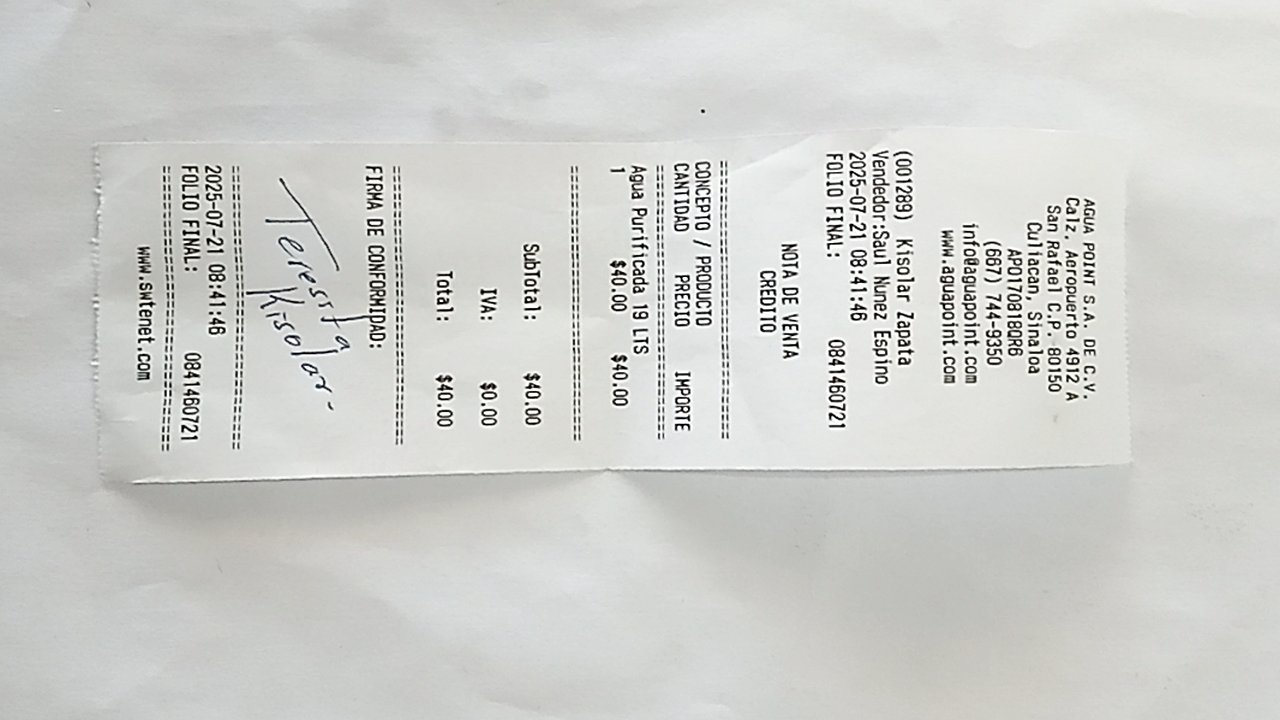 AGUA POINT S.A. DE C.V.
Calz. Aeropuerto 4912 A
San Rafael C.P. 80150
Culiacan, Sinaloa
APO170818QR6
(667) 744-9350
info@aguapoint.com
www.aguapoint.com
(001289) Kisolar Zapata
Vendedor:Saul Nunez Espino
2025-07-21 08:41:46
FOLIO FINAL: 0841460721
NOTA DE VENTA
CREDITO
===================================
CONCEPTO / PRODUCTO
CANTIDAD PRECIO IMPORTE
===================================
Agua Purificada 19 LTS
1 $40.00 $40.00
===================================
SubTotal: $40.00
IVA: $0.00
Total: $40.00
===================================
FIRMA DE CONFORMIDAD:
Teresita
Kisolar-
===================================
2025-07-21 08:41:46
FOLIO FINAL: 0841460721
===================================
www.swtenet.com